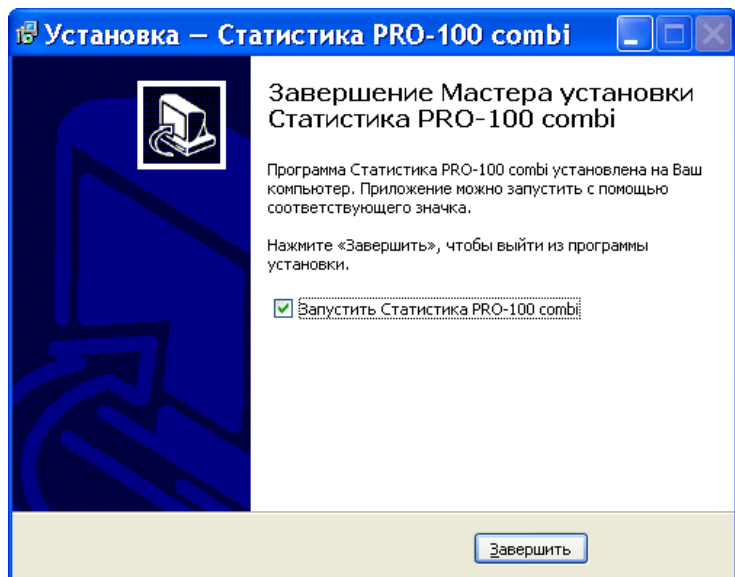 Установка — Статистика PRO-100 combi
Завершение Мастера установки
Статистика PRO-100 combi
Программа Статистика PRO-100 combi установлена на Ваш
компьютер. Приложение можно запустить с помощью
соответствующего значка.
Нажмите «Завершить», чтобы выйти из программы
установки.
Запустить Статистика PRO-100 combi
Завершить